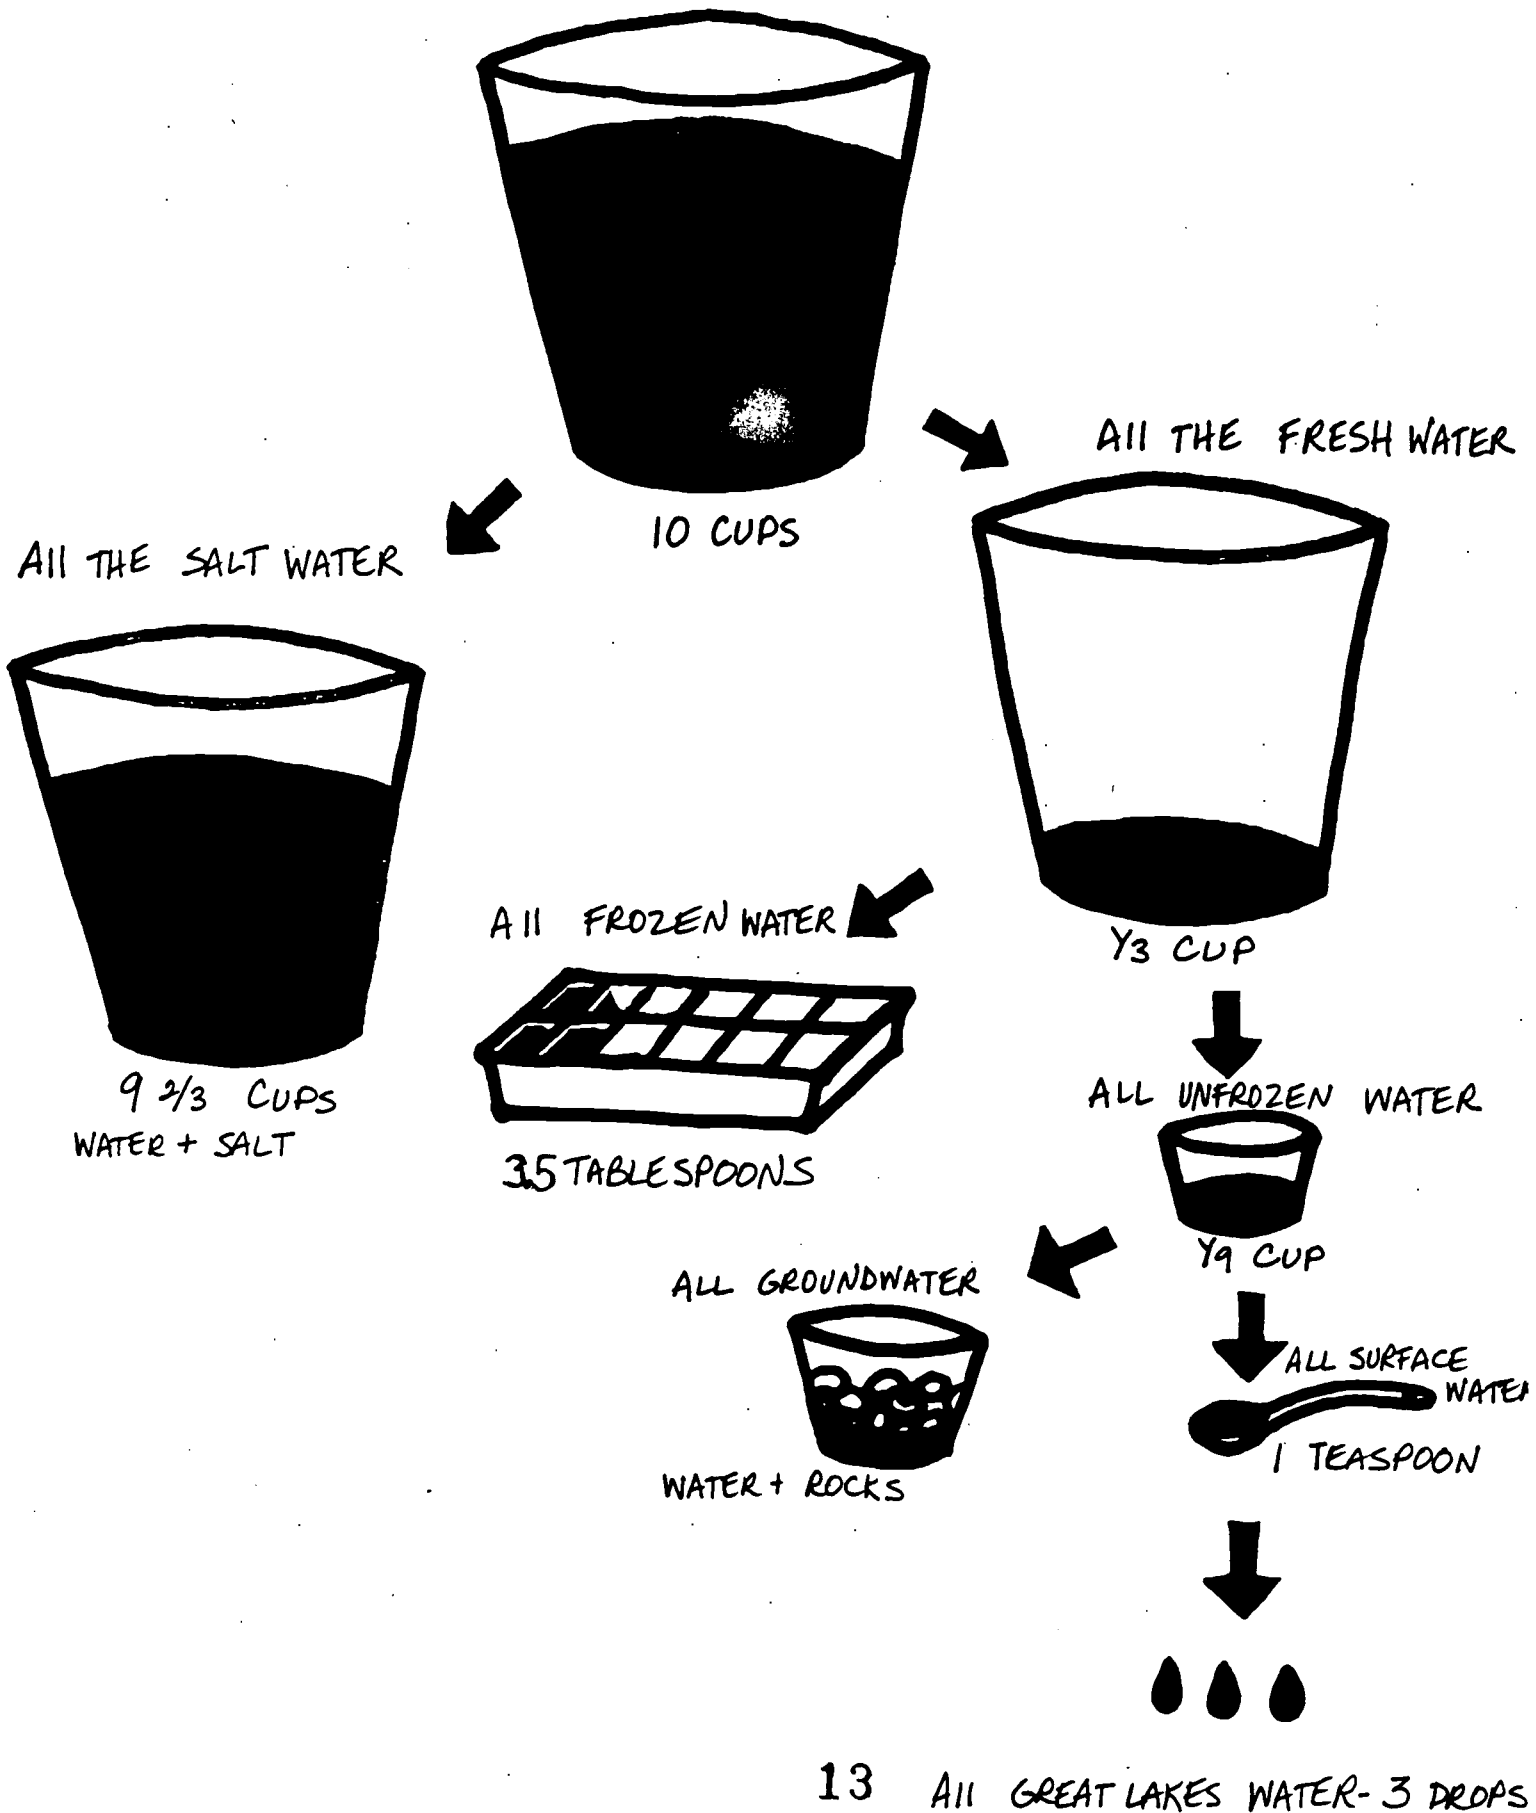 10 CUPS
All THE FRESH WATER
All THE SALT WATER
9 2/3 CUPS
WATER + SALT
1/3 CUP
All FROZEN WATER
3.5 TABLESPOONS
ALL UNFROZEN WATER
1/9 CUP
ALL GROUNDWATER
WATER + ROCKS
ALL SURFACE
WATER
1 TEASPOON
13
All GREAT LAKES WATER - 3 DROPS